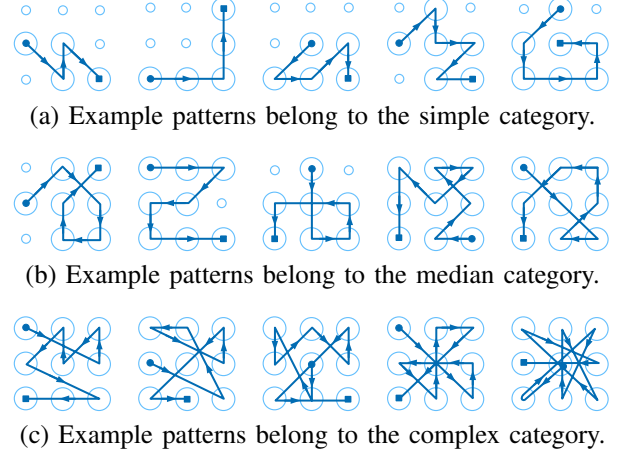 (a) Example patterns belong to the simple category.
(b) Example patterns belong to the median category.
(c) Example patterns belong to the complex category.